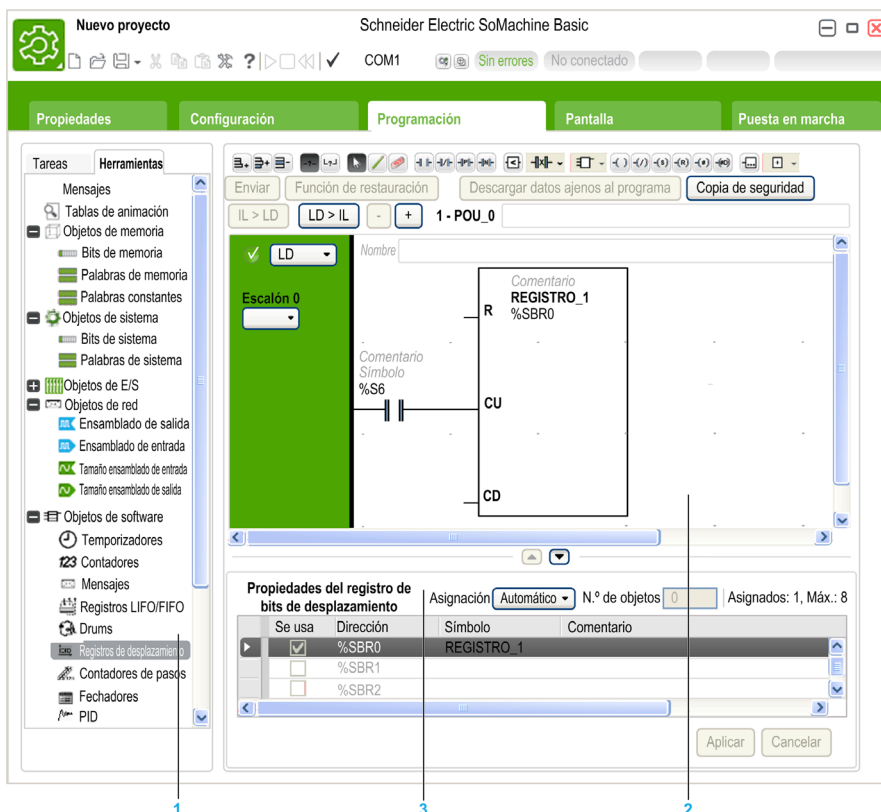 Nuevo proyecto
Schneider Electric SoMachine Basic
COM1
Sin errores
No conectado
Propiedades
Configuración
Programación
Pantalla
Puesta en marcha
Tareas
Herramientas
Mensajes
Tablas de animación
Objetos de memoria
Bits de memoria
Palabras de memoria
Palabras constantes
Objetos de sistema
Bits de sistema
Palabras de sistema
Objetos de E/S
Objetos de red
Ensamblado de salida
Ensamblado de entrada
Tamaño ensamblado de entrada
Tamaño ensamblado de salida
Objetos de software
Temporizadores
123 Contadores
Mensajes
Registros LIFO/FIFO
Drums
Registros de desplazamiento
Contadores de pasos
Fechadores
PID
Enviar
Función de restauración
Descargar datos ajenos al programa
Copia de seguridad
IL > LD
LD > IL
-
+
1 - POU_0
LD
Nombre
Escalón 0
Comentario
REGISTRO_1
R
%SBR0
Comentario
Símbolo
%S6
CU
CD
Propiedades del registro de
bits de desplazamiento
Asignación
Automático
N.º de objetos
0
Asignados: 1, Máx.: 8
Se usa
Dirección
Símbolo
Comentario
%SBR0
REGISTRO_1
%SBR1
%SBR2
Aplicar
Cancelar
1
3
2